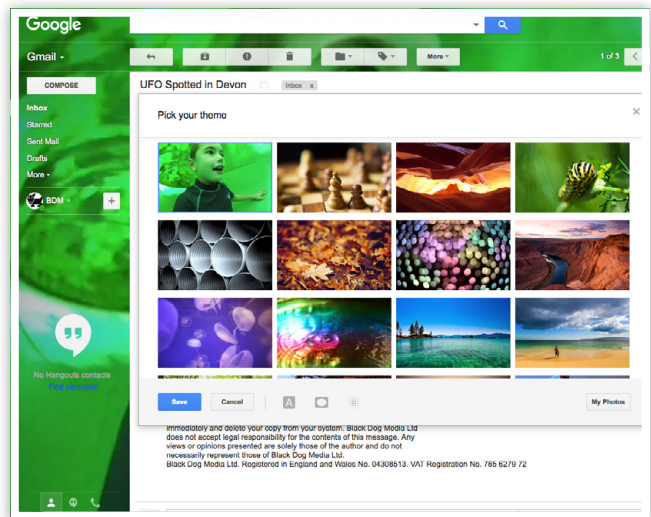 Google
Gmail
More
1 of 3
COMPOSE
UFO Spotted in Devon
Inbox x
Inbox
Starred
Sent Mail
Drafts
More
BDM
+
Pick your theme
×
No Hangouts contacts
Find someone
Save
Cancel
A
My Photos
immediately and delete your copy from your system. Black Dog Media Ltd
does not accept legal responsibility for the contents of this message. Any
views or opinions presented are solely those of the author and do not
necessarily represent those of Black Dog Media Ltd.
Black Dog Media Ltd. Registered in England and Wales No. 04308513. VAT Registration No. 785 6279 72